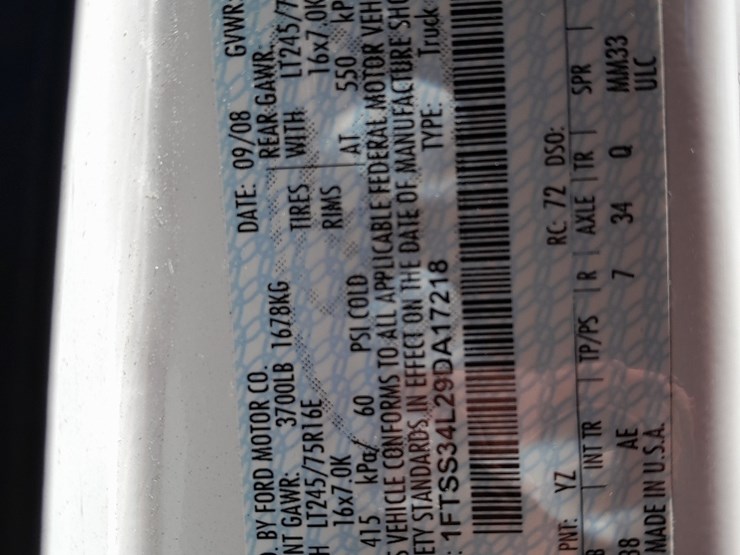 . BY FORD MOTOR CO. DATE: 09/08 GVWR:
NT GAWR: 3700LB 1678KG REAR GAWR:
H LT245/75R16E TIRES WITH LT245/7
16x7.0K RIMS 16x7.0K
415 kPa/ 60 PSI COLD AT 550 kP
S VEHICLE CONFORMS TO ALL APPLICABLE FEDERAL MOTOR VEH
ETY STANDARDS IN EFFECT ON THE DATE OF MANUFACTURE SHO
: 1FTSS34L29DA17218 TYPE: Truck
PNT: YZ RC: 72 DSO:
INT TR TP/PS R AXLE TR SPR
8 AE 7 34 Q MM33
MADE IN U.S.A. ULC